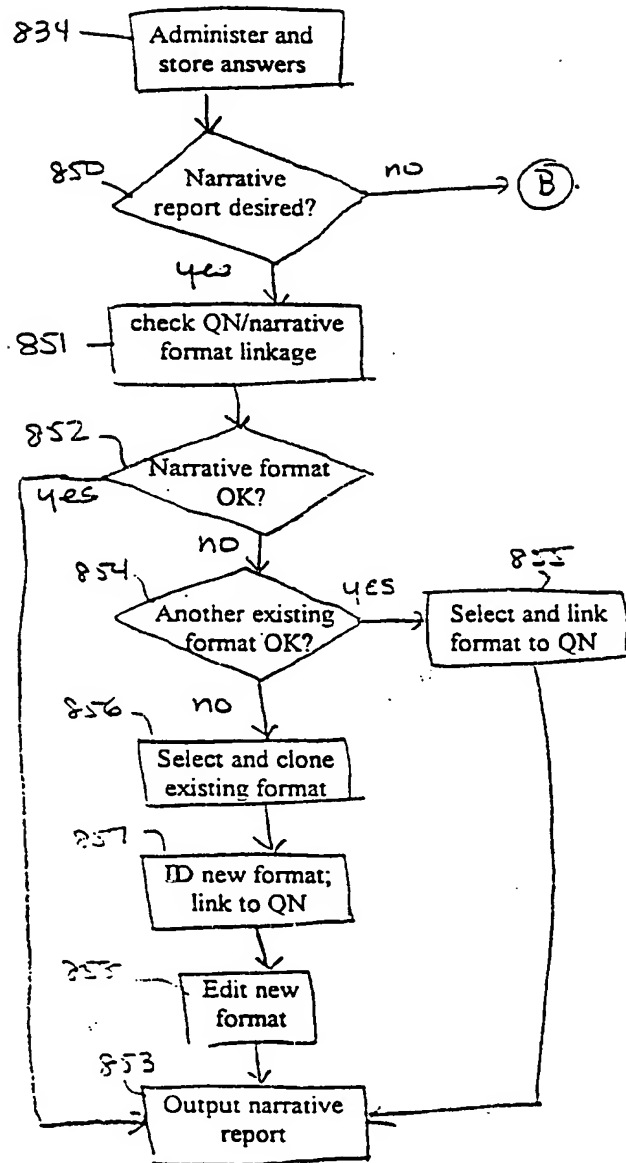 834
Administer and
store answers
850
Narrative
report desired?
no
B
yes
851
check QN/narrative
format linkage
852
Narrative format
OK?
yes
no
854
Another existing
format OK?
yes
855
Select and link
format to QN
no
856
Select and clone
existing format
857
ID new format;
link to QN
Edit new
format
853
Output narrative
report